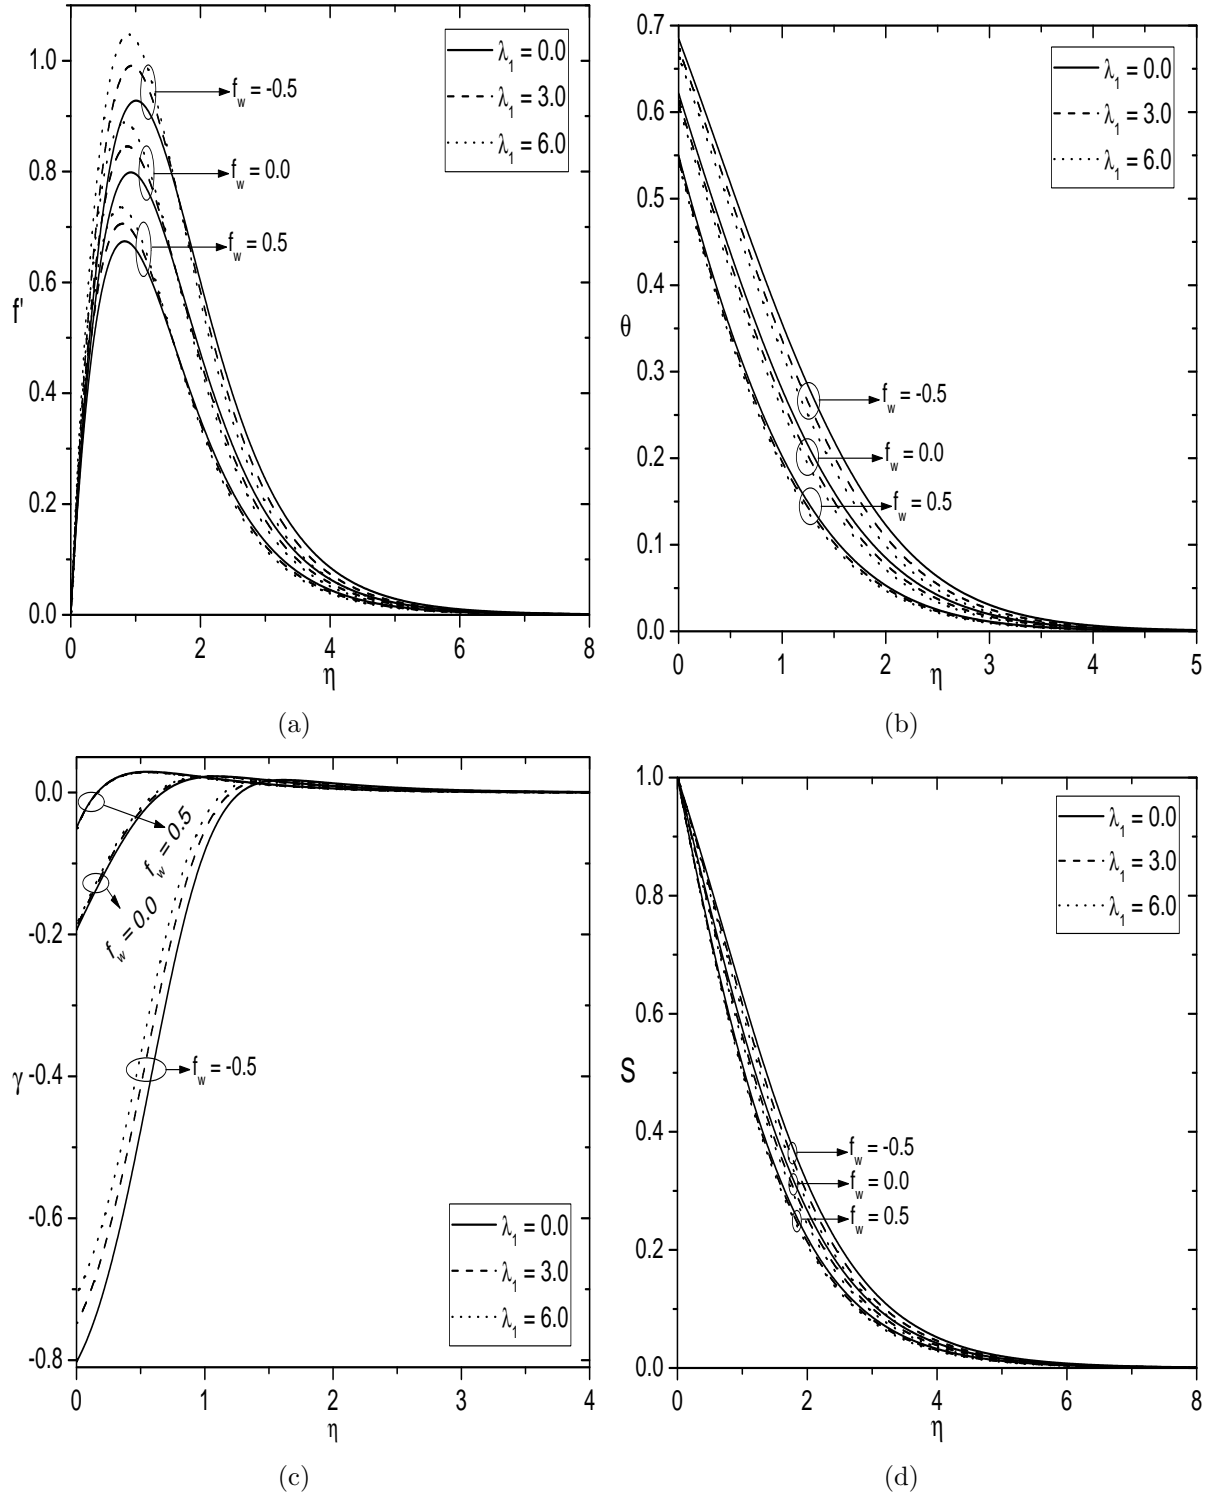 1.0
0.8
0.6
0.4
0.2
0.0
f'
0 2 4 6 8
η
λ1 = 0.0
λ1 = 3.0
λ1 = 6.0
fw = -0.5
fw = 0.0
fw = 0.5
(a)
0.7
0.6
0.5
0.4
0.3
0.2
0.1
0.0
θ
0 1 2 3 4 5
η
λ1 = 0.0
λ1 = 3.0
λ1 = 6.0
fw = -0.5
fw = 0.0
fw = 0.5
(b)
0.0
-0.2
-0.4
-0.6
-0.8
γ
0 1 2 3 4
η
fw = 0.5
fw = 0.0
fw = -0.5
λ1 = 0.0
λ1 = 3.0
λ1 = 6.0
(c)
1.0
0.8
0.6
0.4
0.2
0.0
S
0 2 4 6 8
η
λ1 = 0.0
λ1 = 3.0
λ1 = 6.0
fw = -0.5
fw = 0.0
fw = 0.5
(d)